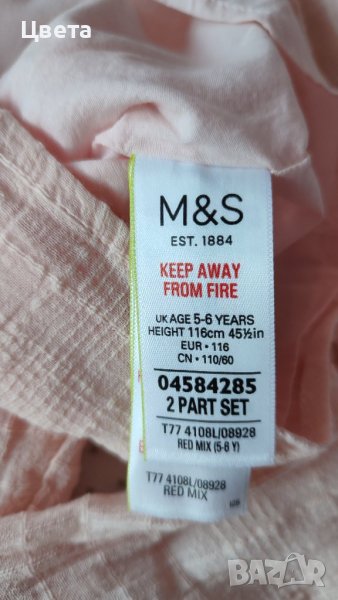 Цвета
M&S
EST. 1884
KEEP AWAY
FROM FIRE
UK AGE 5-6 YEARS
HEIGHT 116cm 45½in
EUR • 116
CN • 110/60
04584285
2 PART SET
T77 4108L/08928
RED MIX (5-6 Y)
T77 4108L/08928
RED MIX
BAZAR